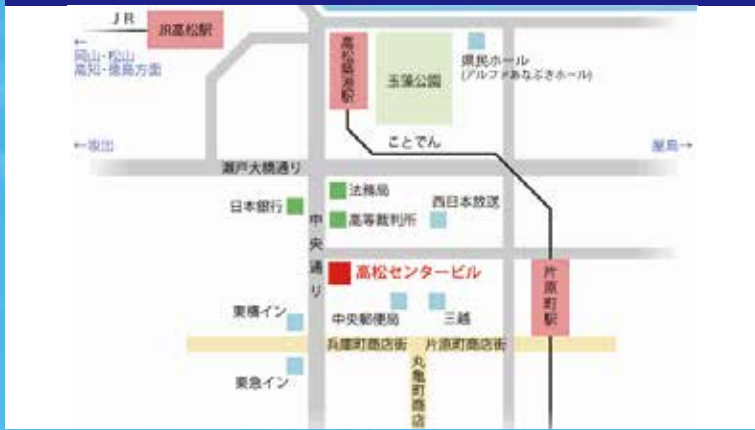 JR
JR高松駅
←
岡山・松山
高知・徳島方面
高松築港駅
玉藻公園
県民ホール
(アルファあなぶきホール)
←坂出
ことでん
屋島→
瀬戸大橋通り
法務局
日本銀行
西日本放送
高等裁判所
中央通り
高松センタービル
片原町駅
東横イン
中央郵便局
三越
兵庫町商店街
片原町商店街
東急イン
丸亀町商店